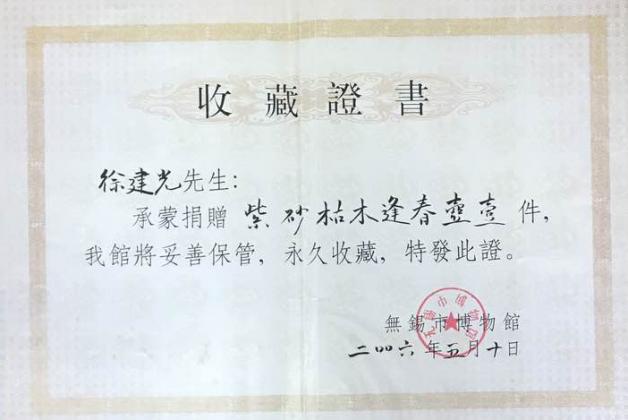 收藏證書
徐建光先生：
承蒙捐贈 紫砂枯木逢春壺壹 件，
我館將妥善保管，永久收藏，特發此證。
無錫市博物館
二〇〇六年五月十日